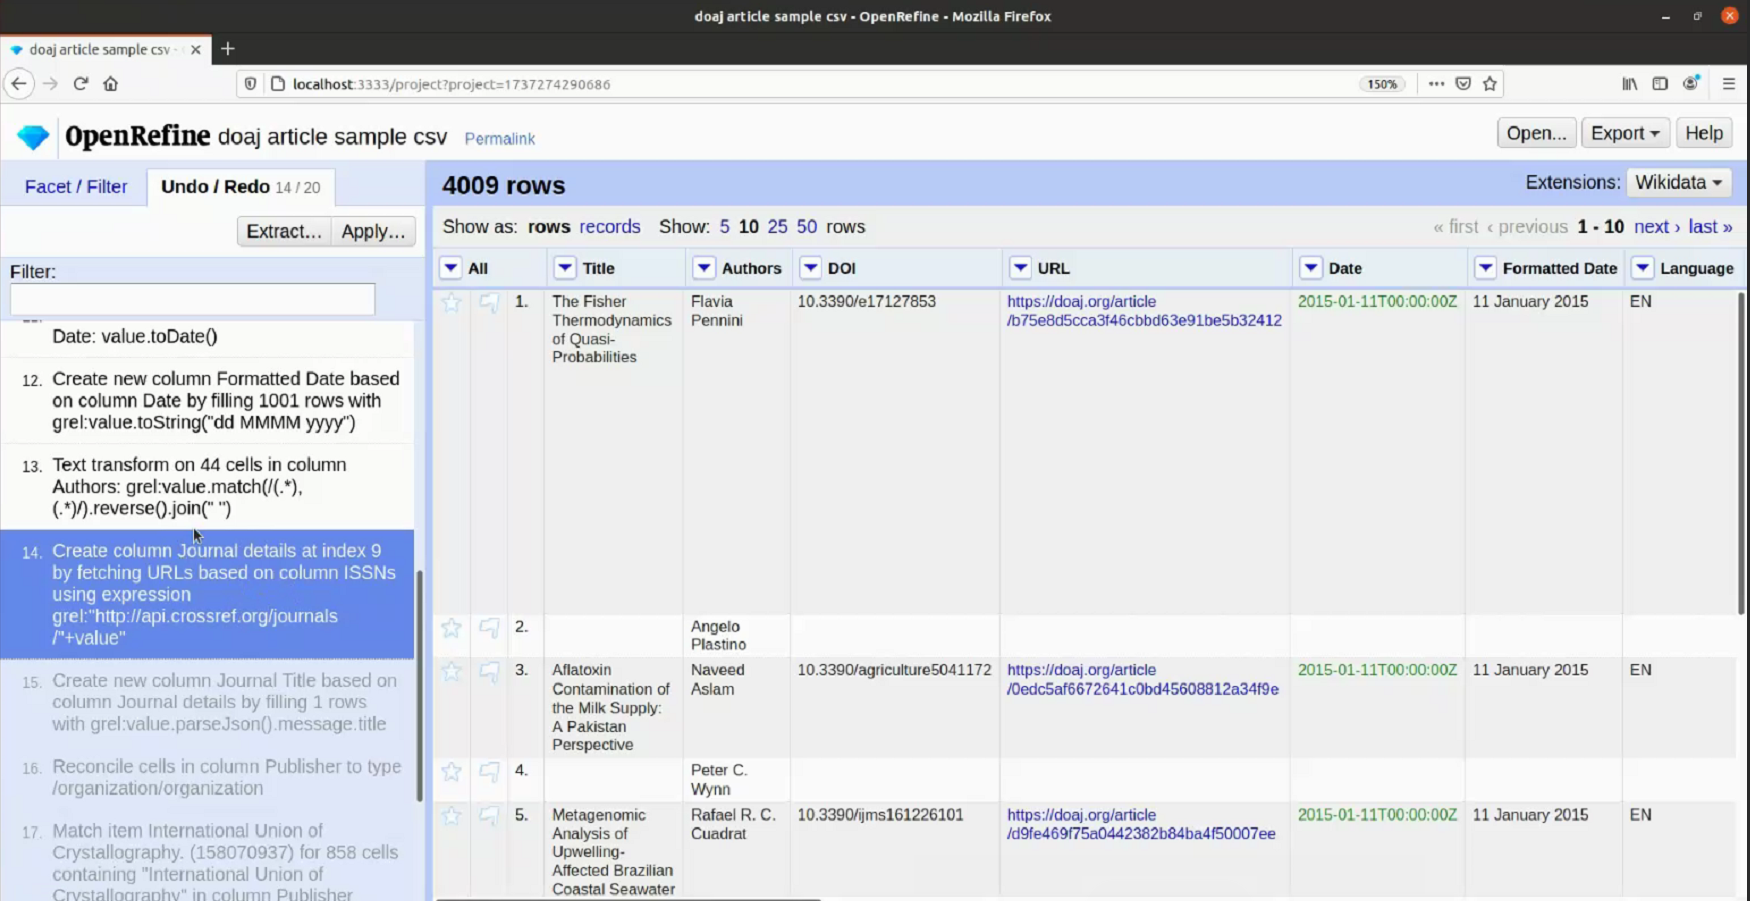 doaj article sample csv - OpenRefine - Mozilla Firefox
doaj article sample csv -
localhost:3333/project?project=1737274290686
150%
OpenRefine doaj article sample csv Permalink
Open... Export Help
Facet / Filter Undo / Redo 14 / 20
4009 rows
Extensions: Wikidata
Extract... Apply...
Show as: rows records Show: 5 10 25 50 rows
« first ‹ previous 1 - 10 next › last »
Filter:
Date: value.toDate()
12. Create new column Formatted Date based
on column Date by filling 1001 rows with
grel:value.toString("dd MMMM yyyy")
13. Text transform on 44 cells in column
Authors: grel:value.match(/(.*),
(.*)/).reverse().join(" ")
14. Create column Journal details at index 9
by fetching URLs based on column ISSNs
using expression
grel:"http://api.crossref.org/journals
/"+value"
15. Create new column Journal Title based on
column Journal details by filling 1 rows
with grel:value.parseJson().message.title
16. Reconcile cells in column Publisher to type
/organization/organization
17. Match item International Union of
Crystallography. (158070937) for 858 cells
containing "International Union of
Crystallography" in column Publisher
All Title Authors DOI URL Date Formatted Date Language
1. The Fisher Flavia 10.3390/e17127853 https://doaj.org/article 2015-01-11T00:00:00Z 11 January 2015 EN
Thermodynamics Pennini /b75e8d5cca3f46cbbd63e91be5b32412
of Quasi-
Probabilities
2. Angelo
Plastino
3. Aflatoxin Naveed 10.3390/agriculture5041172 https://doaj.org/article 2015-01-11T00:00:00Z 11 January 2015 EN
Contamination of Aslam /0edc5af6672641c0bd45608812a34f9e
the Milk Supply:
A Pakistan
Perspective
4. Peter C.
Wynn
5. Metagenomic Rafael R. C. 10.3390/ijms161226101 https://doaj.org/article 2015-01-11T00:00:00Z 11 January 2015 EN
Analysis of Cuadrat /d9fe469f75a0442382b84ba4f50007ee
Upwelling-
Affected Brazilian
Coastal Seawater